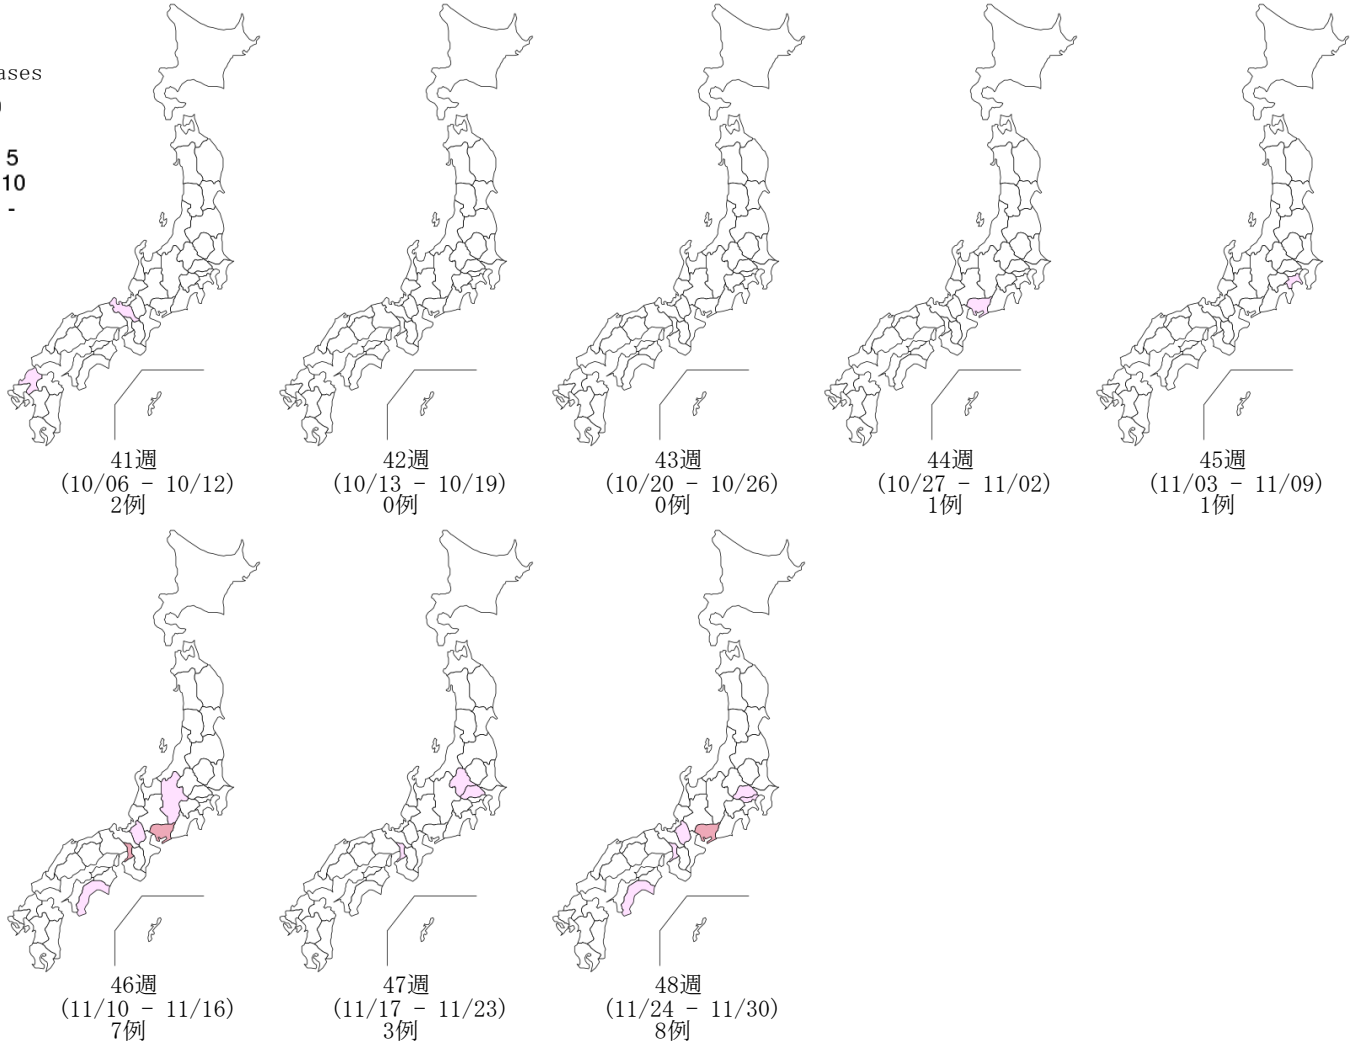 5
10
-
41週
(10/06 - 10/12)
2例
42週
(10/13 - 10/19)
0例
43週
(10/20 - 10/26)
0例
44週
(10/27 - 11/02)
1例
45週
(11/03 - 11/09)
1例
46週
(11/10 - 11/16)
7例
47週
(11/17 - 11/23)
3例
48週
(11/24 - 11/30)
8例